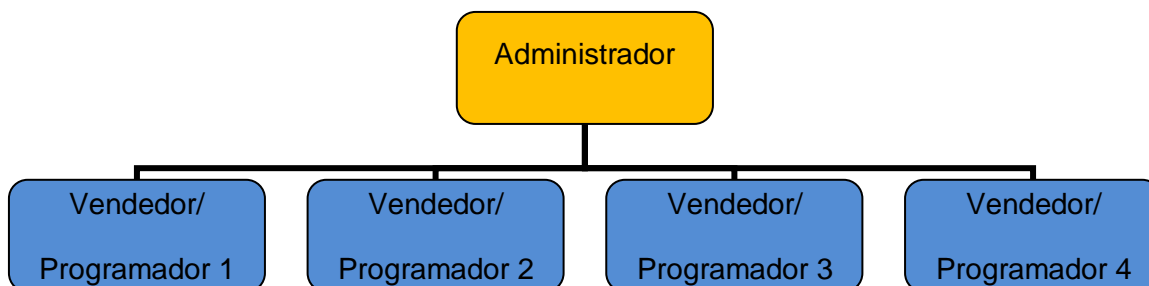 Administrador
Vendedor/
Programador 1
Vendedor/
Programador 2
Vendedor/
Programador 3
Vendedor/
Programador 4